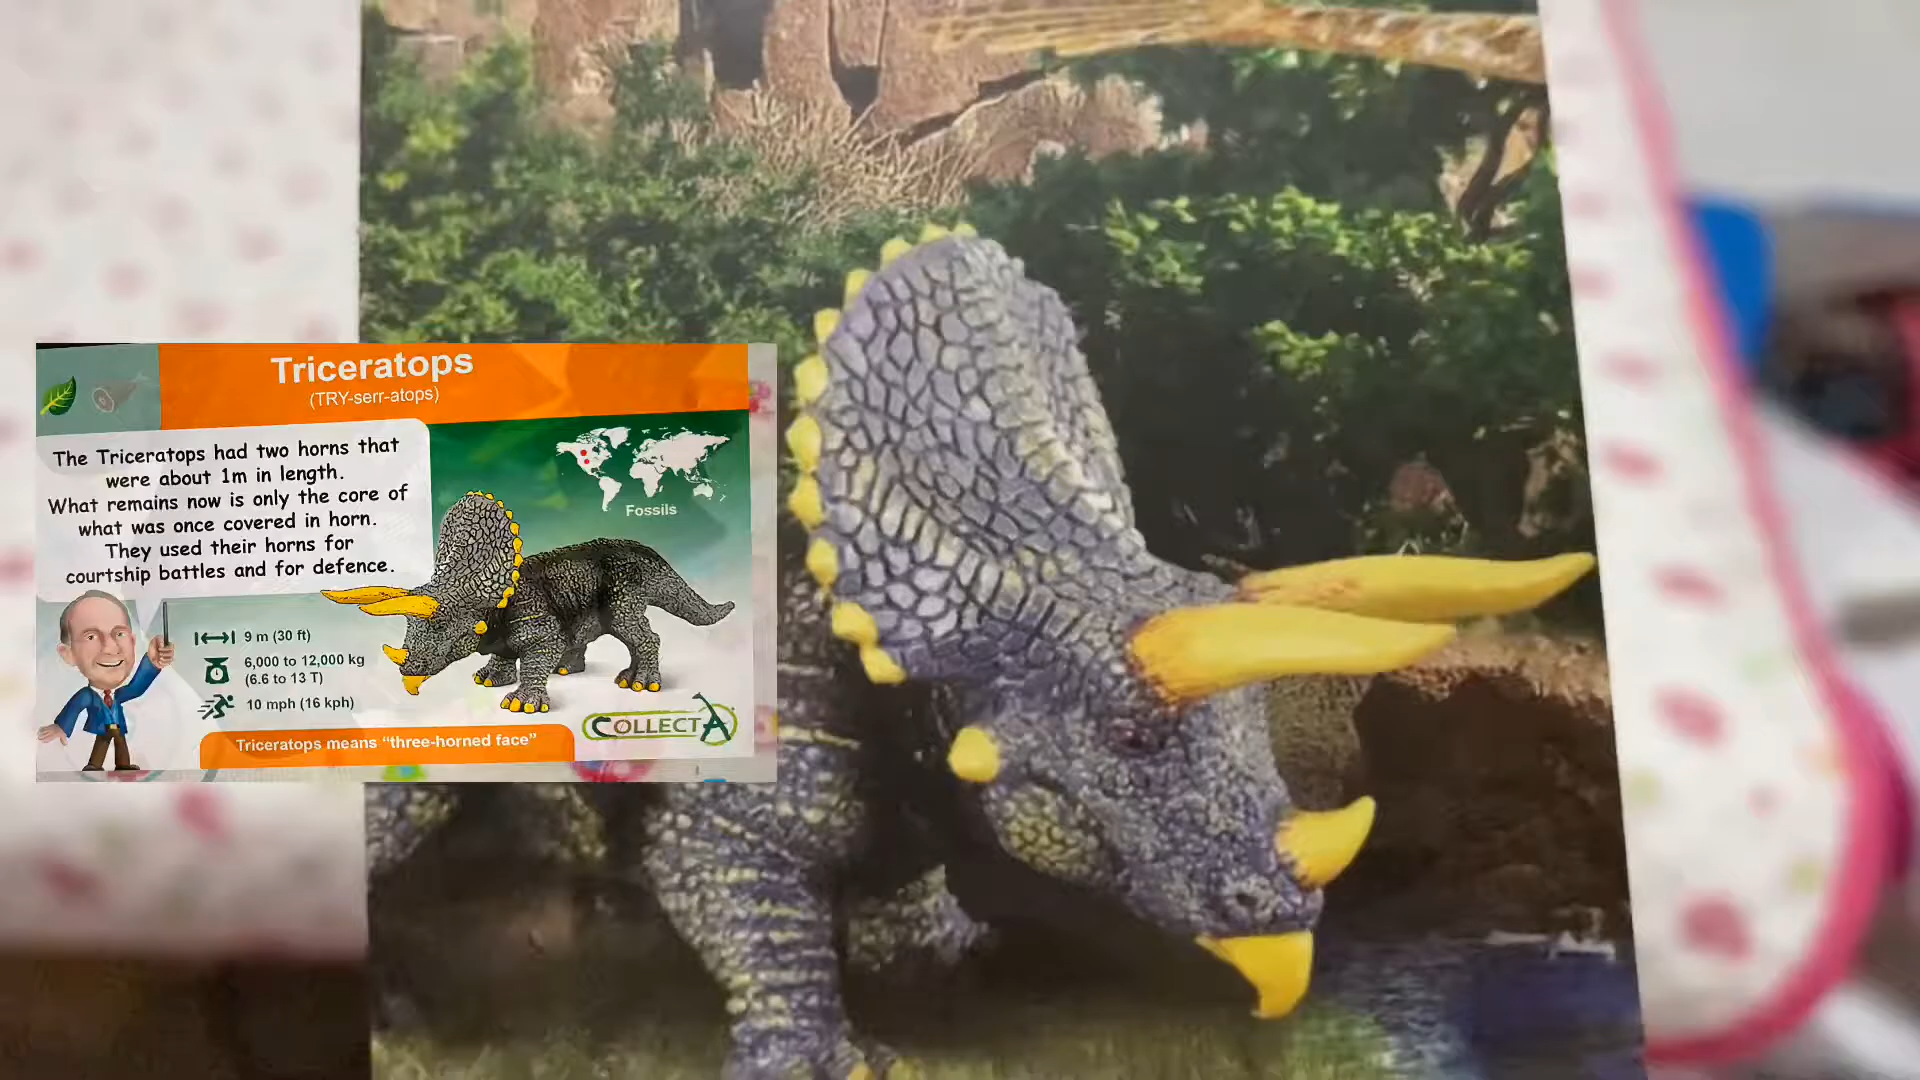 Triceratops
(TRY-serr-atops)
The Triceratops had two horns that
were about 1m in length.
What remains now is only the core of
what was once covered in horn.
They used their horns for
courtship battles and for defence.
Fossils
9 m (30 ft)
6,000 to 12,000 kg
(6.6 to 13 T)
10 mph (16 kph)
COLLECTA
Triceratops means “three-horned face”